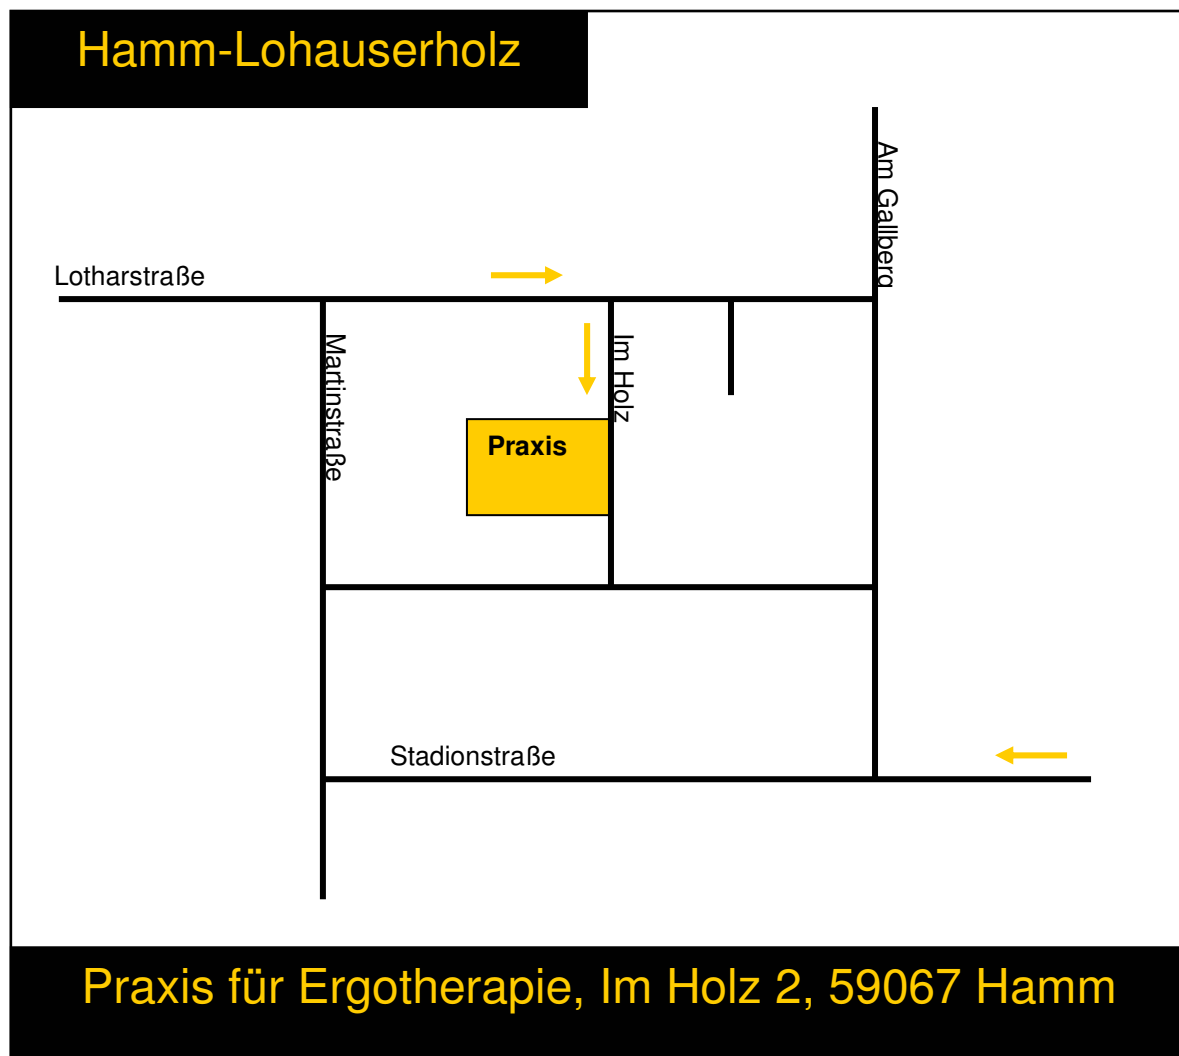 Hamm-Lohauserholz
Am Gallberg
Lotharstraße
Martinstraße
Im Holz
Praxis
Stadionstraße
Praxis für Ergotherapie, Im Holz 2, 59067 Hamm